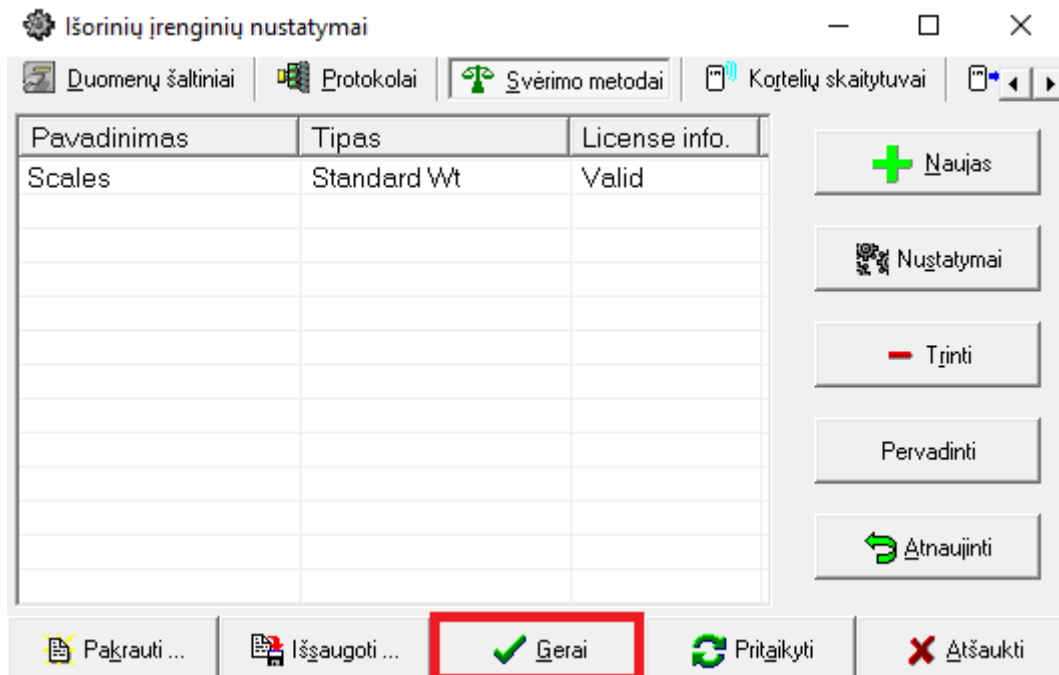 Išorinių įrenginių nustatymai
Duomenų šaltiniai Protokolai Svėrimo metodai Kortelių skaitytuvai
Pavadinimas Tipas License info.
Scales Standard Wt Valid
Naujas
Nustatymai
Trinti
Pervadinti
Atnaujinti
Pakrauti ... Išsaugoti ... Gerai Pritaikyti Atšaukti